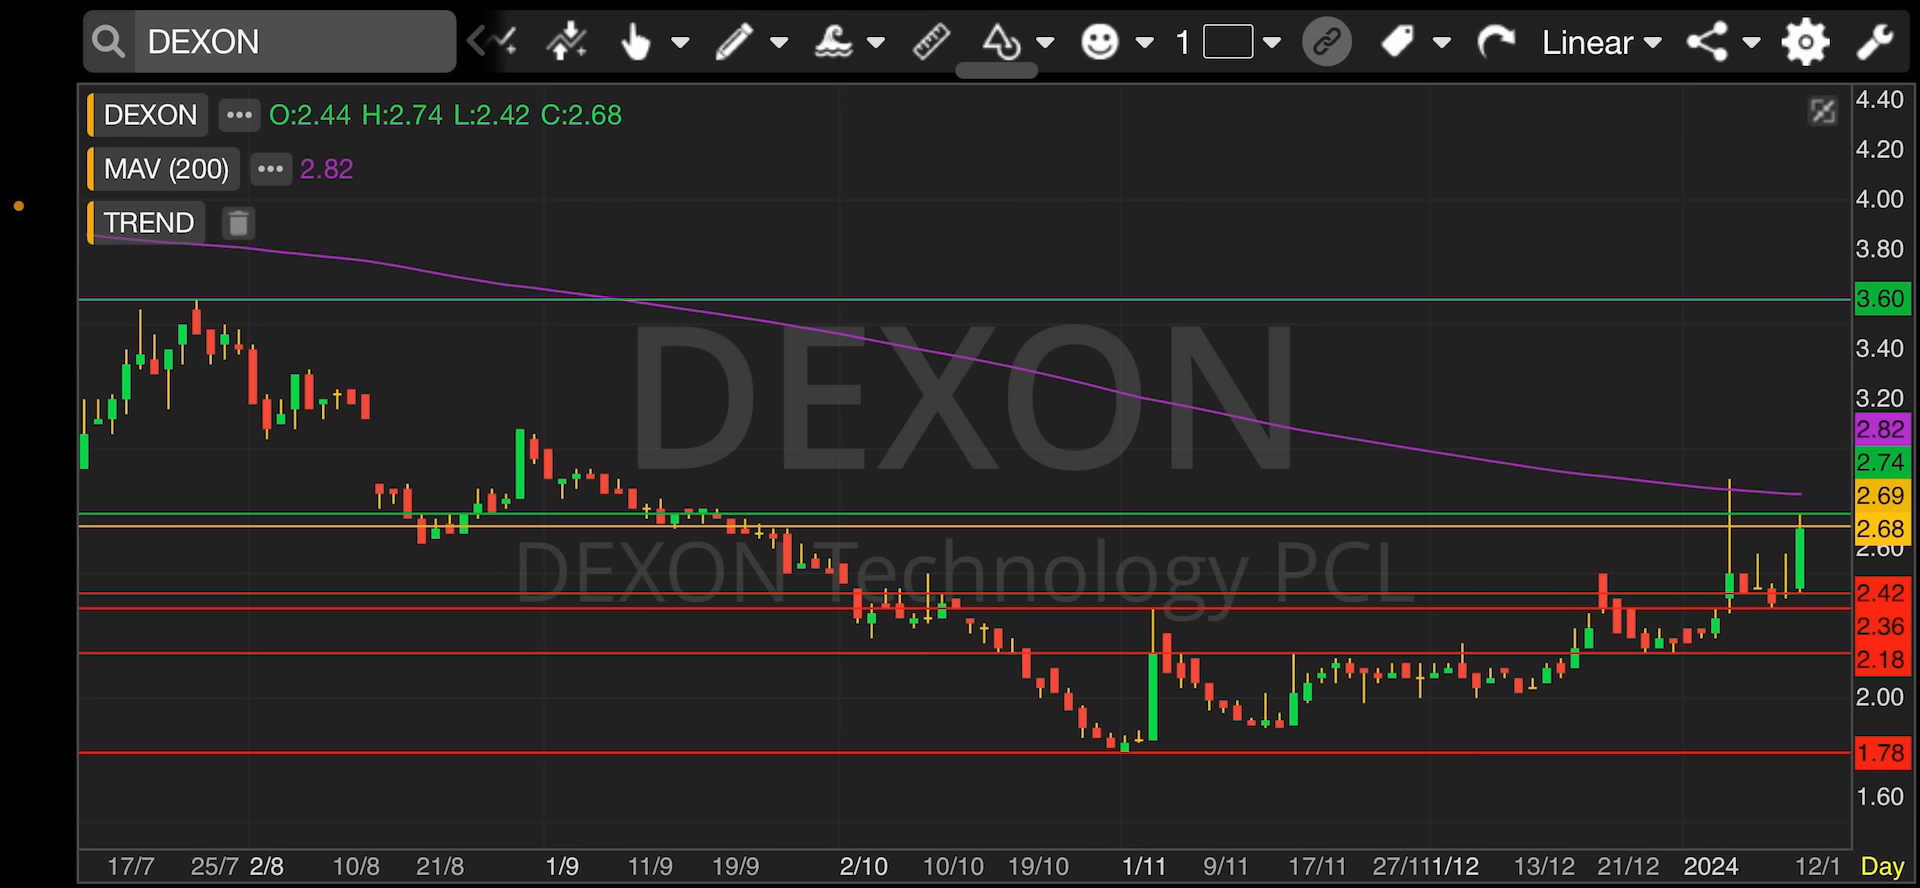 DEXON 1 Linear
DEXON ••• O:2.44 H:2.74 L:2.42 C:2.68
MAV (200) ••• 2.82
TREND
DEXON
DEXON Technology PCL
4.40
4.20
4.00
3.80
3.60
3.40
3.20
2.82
2.74
2.69
2.68
2.60
2.42
2.36
2.18
2.00
1.78
1.60
17/7 25/7 2/8 10/8 21/8 1/9 11/9 19/9 2/10 10/10 19/10 1/11 9/11 17/11 27/11 1/12 13/12 21/12 2024 12/1 Day